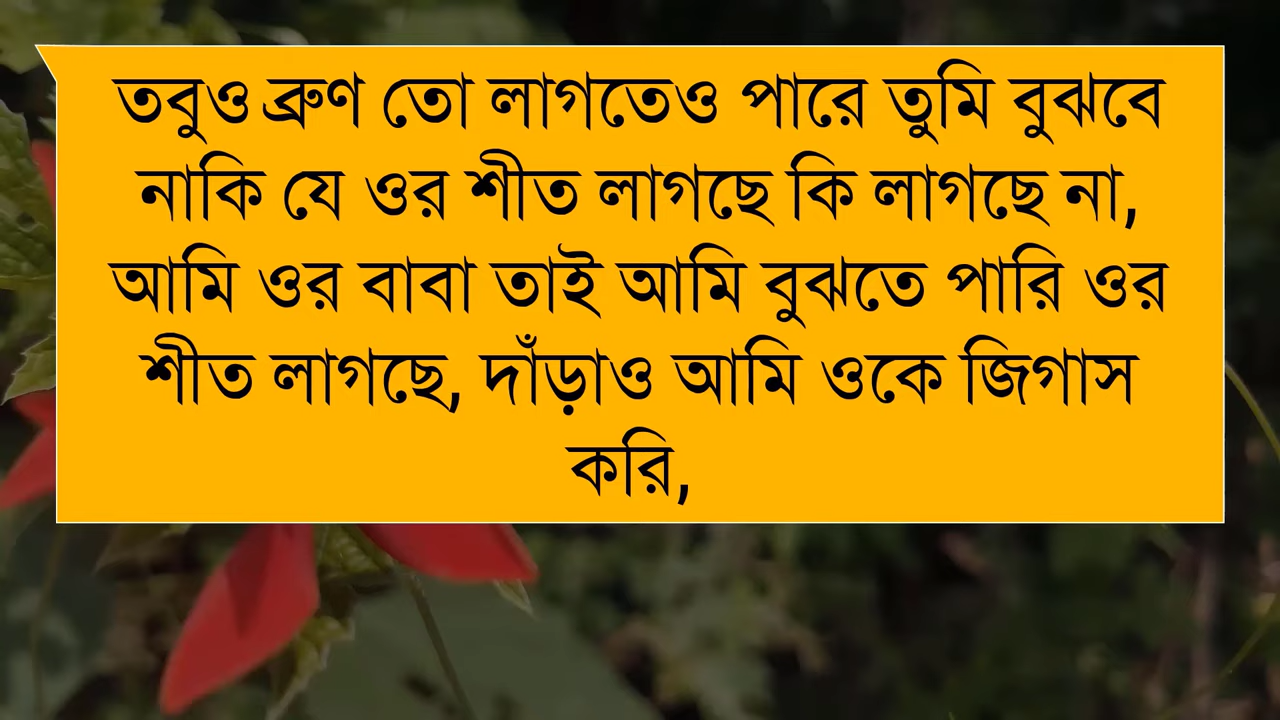 তবুও ব্রুণ তো লাগতেও পারে তুমি বুঝবে
নাকি যে ওর শীত লাগছে কি লাগছে না,
আমি ওর বাবা তাই আমি বুঝতে পারি ওর
শীত লাগছে, দাঁড়াও আমি ওকে জিগাস
করি,